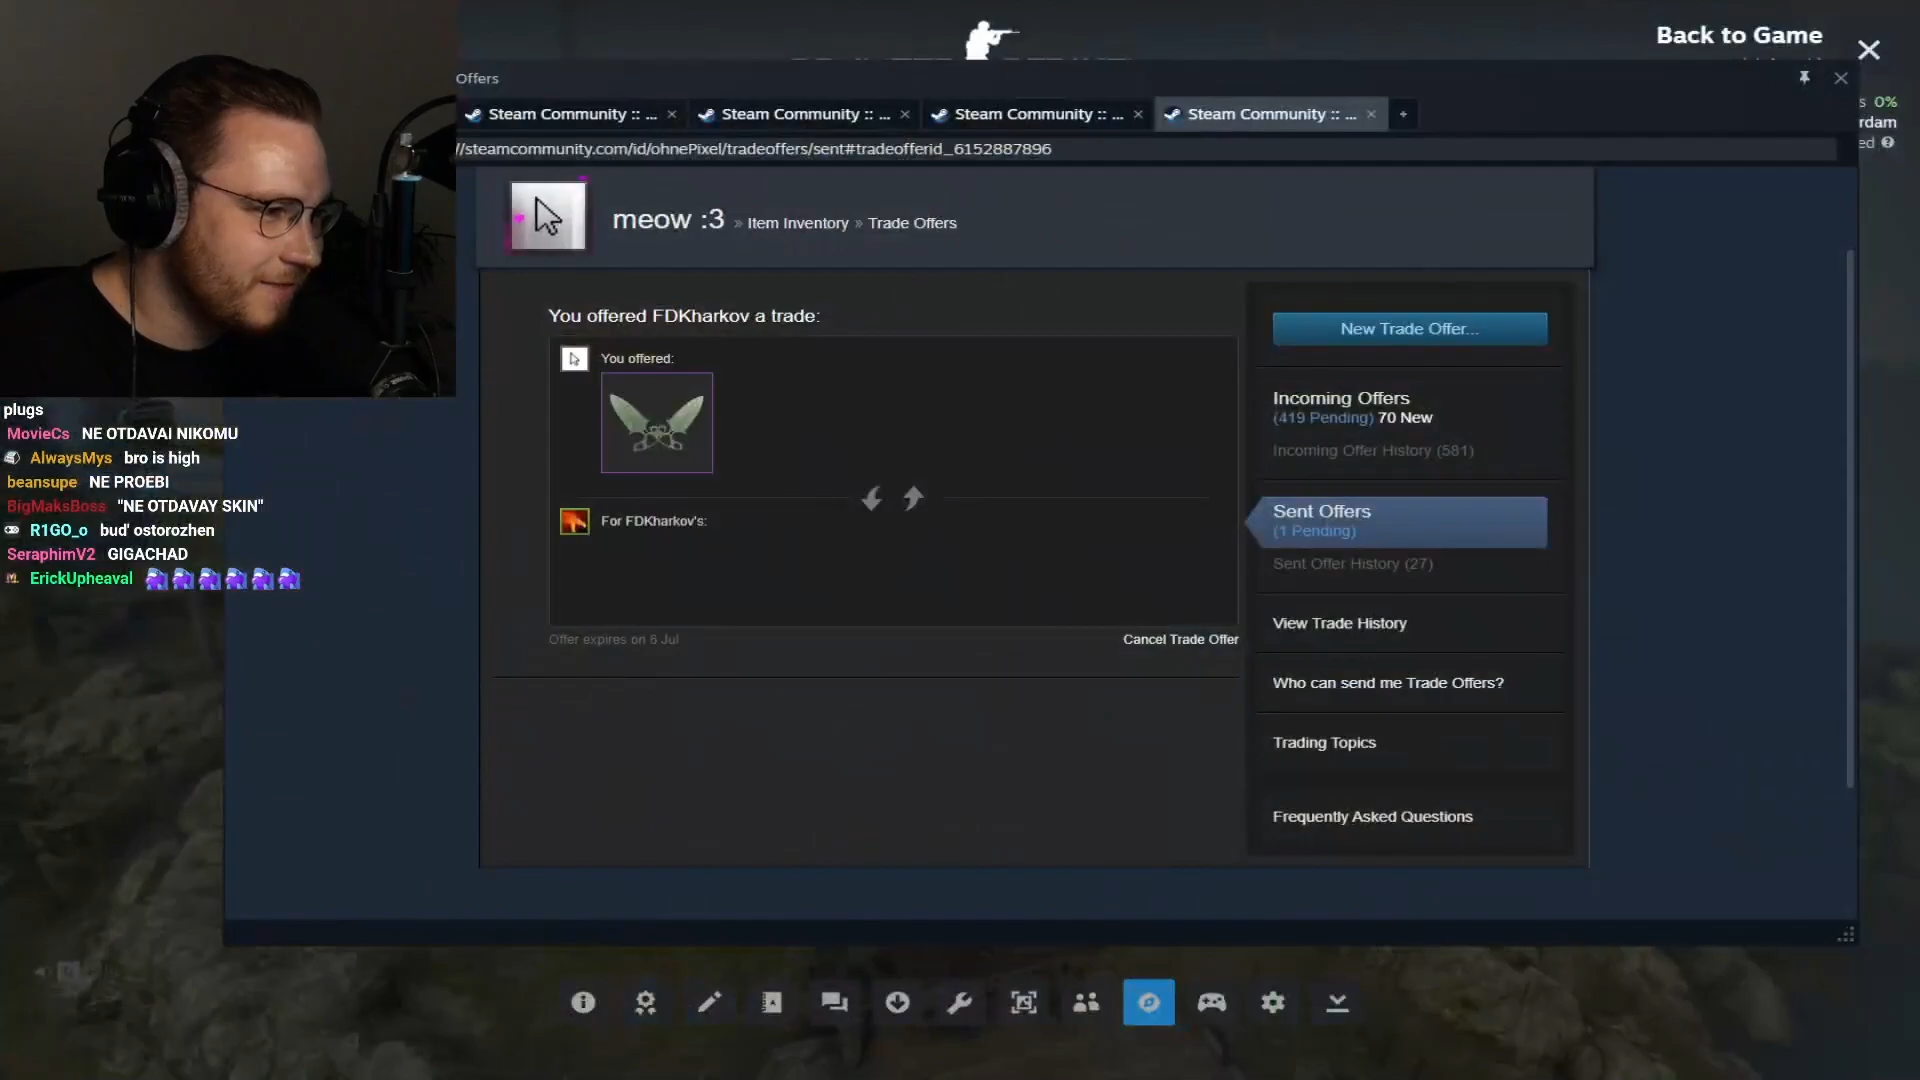 Back to Game
Offers
s 0%
Steam Community :: ...
Steam Community :: ...
Steam Community :: ...
Steam Community :: ...
rdam
ed
//steamcommunity.com/id/ohnePixel/tradeoffers/sent#tradeofferid_6152887896
meow :3 » Item Inventory » Trade Offers
You offered FDKharkov a trade:
You offered:
For FDKharkov's:
Offer expires on 6 Jul
Cancel Trade Offer
New Trade Offer...
Incoming Offers
(419 Pending) 70 New
Incoming Offer History (581)
Sent Offers
(1 Pending)
Sent Offer History (27)
View Trade History
Who can send me Trade Offers?
Trading Topics
Frequently Asked Questions
plugs
MovieCs NE OTDAVAI NIKOMU
AlwaysMys bro is high
beansupe NE PROEBI
BigMaksBoss "NE OTDAVAY SKIN"
R1GO_o bud' ostorozhen
SeraphimV2 GIGACHAD
ErickUpheaval